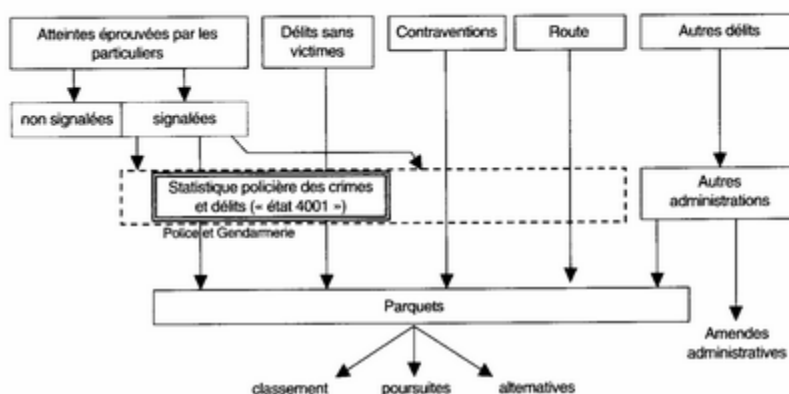 Atteintes éprouvées par les
particuliers
Délits sans
victimes
Contraventions
Route
Autres délits
non signalées
signalées
Statistique policière des crimes
et délits (« état 4001 »)
Police et Gendarmerie
Autres
administrations
Parquets
Amendes
administratives
classement
poursuites
alternatives